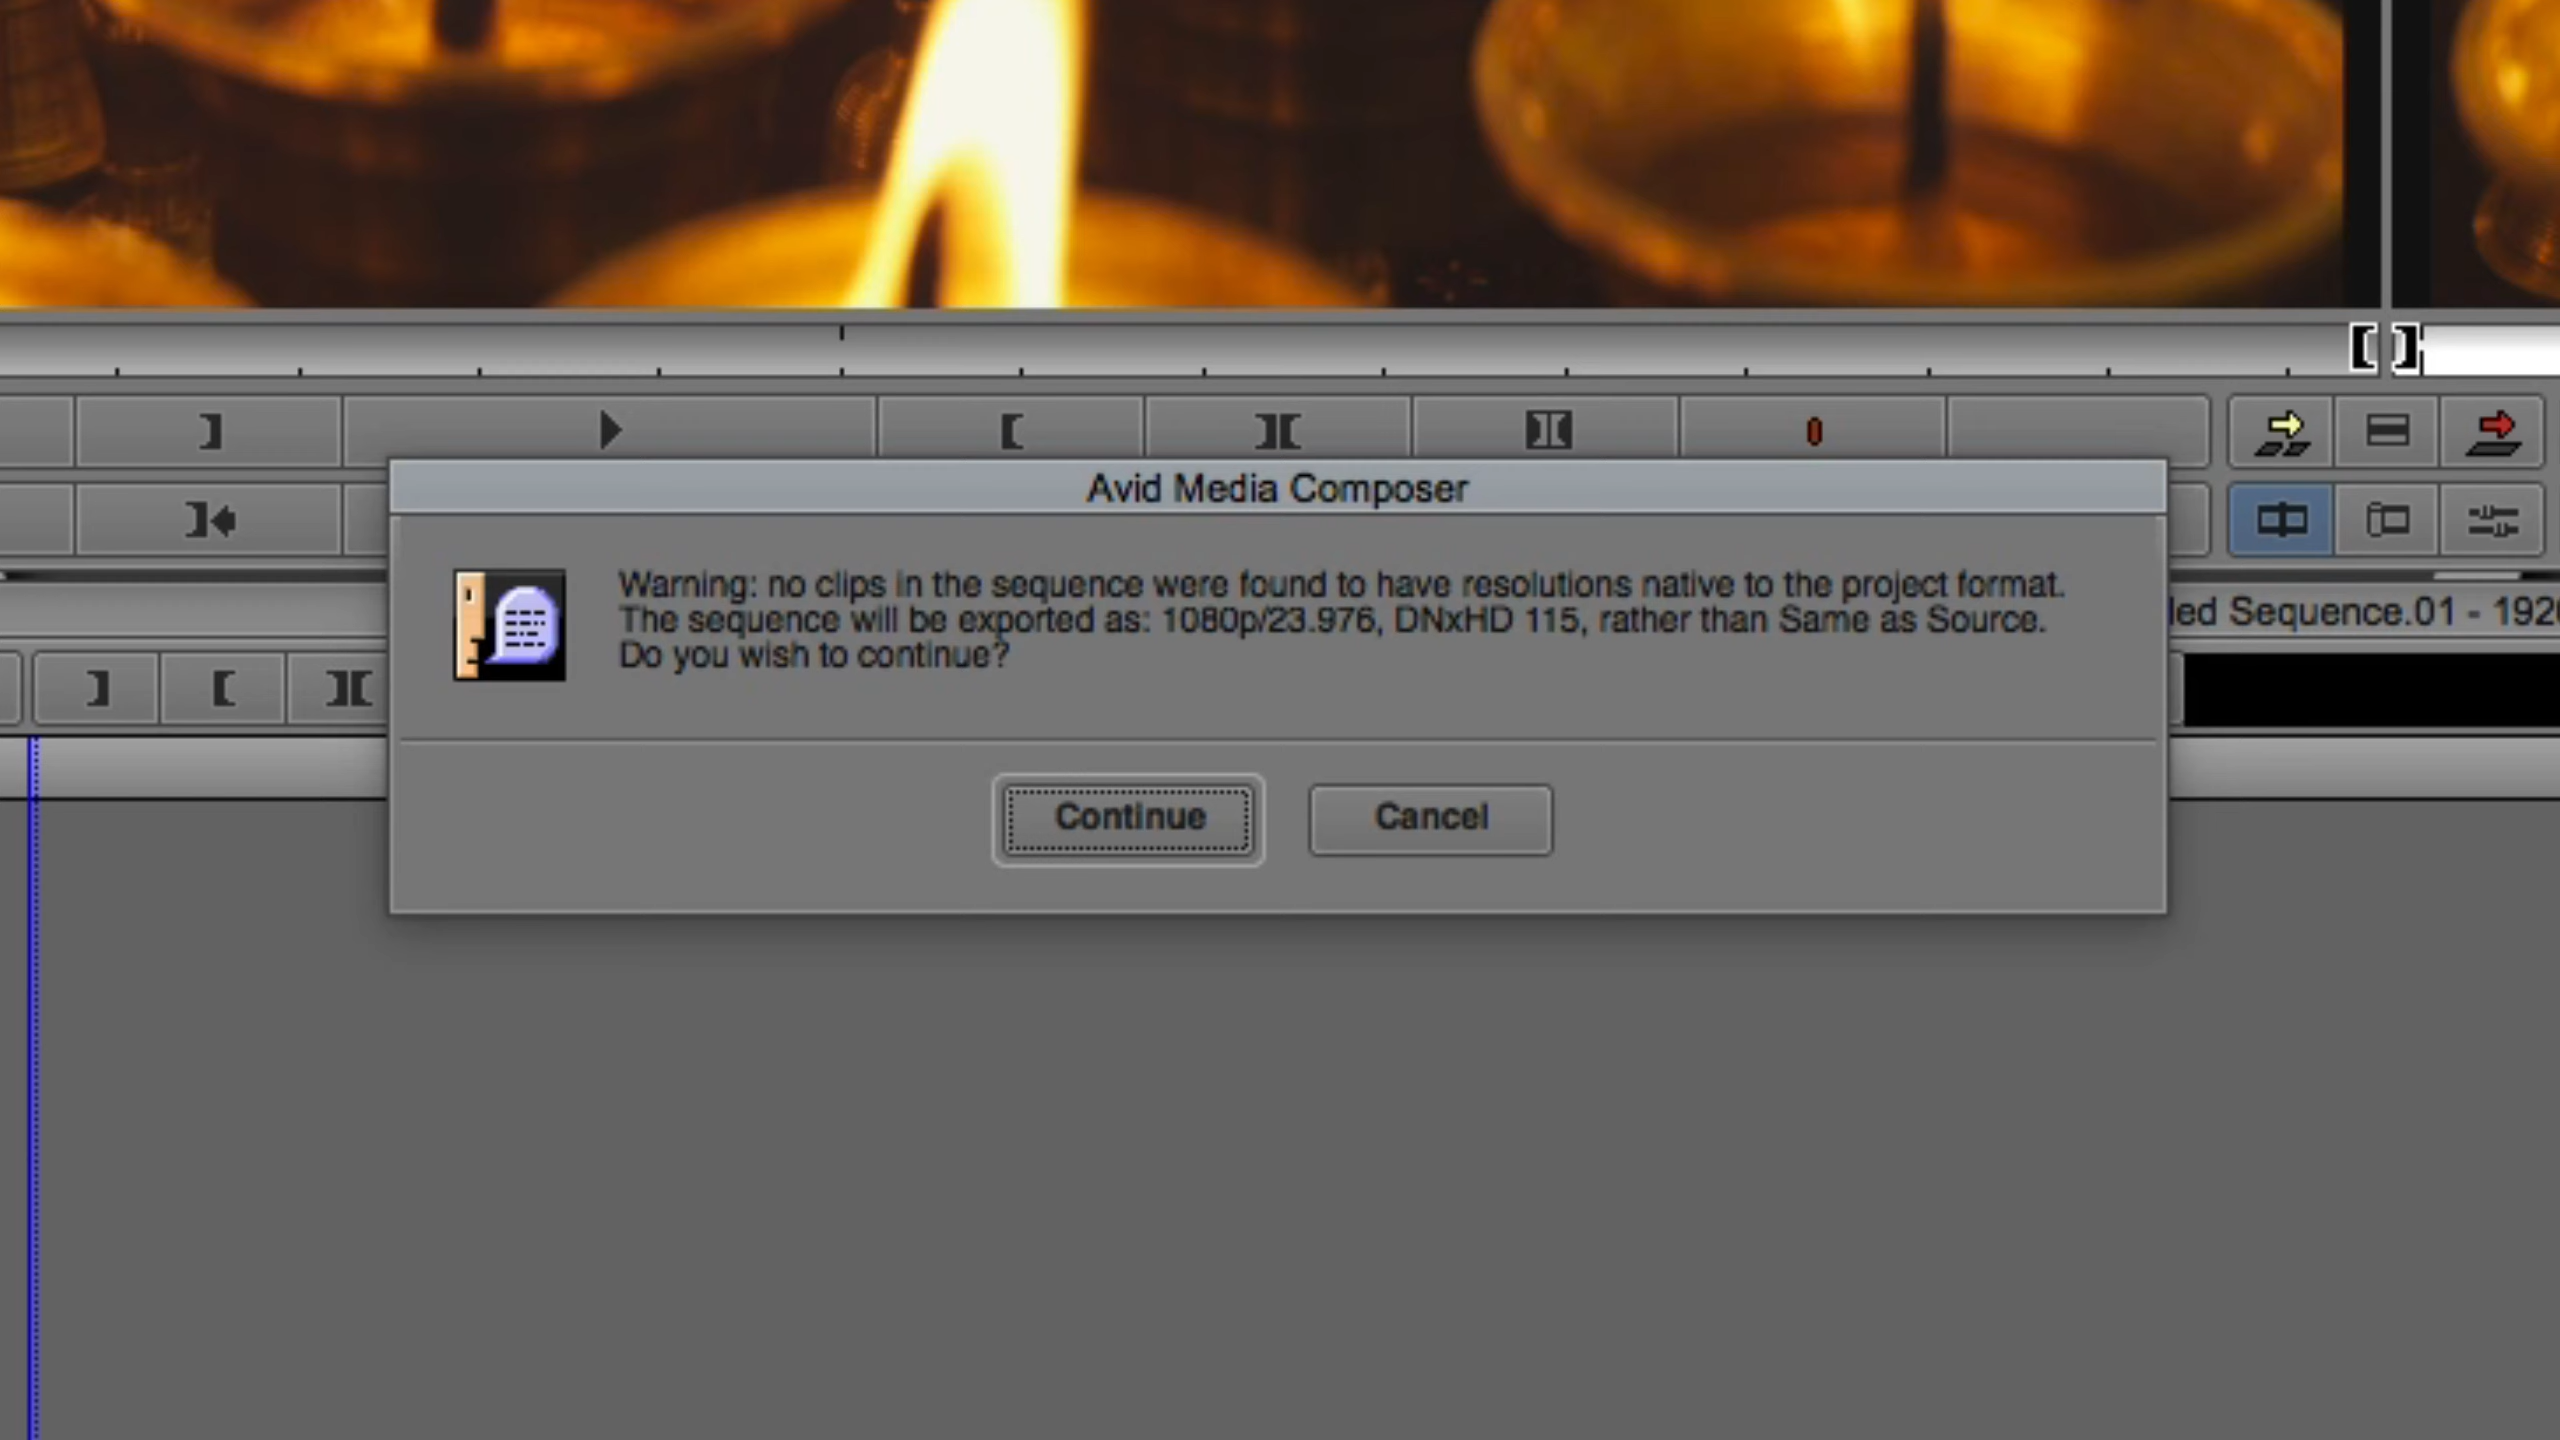 Avid Media Composer
Warning: no clips in the sequence were found to have resolutions native to the project format.
The sequence will be exported as: 1080p/23.976, DNxHD 115, rather than Same as Source.
Do you wish to continue?
led Sequence.01 - 192
Continue
Cancel